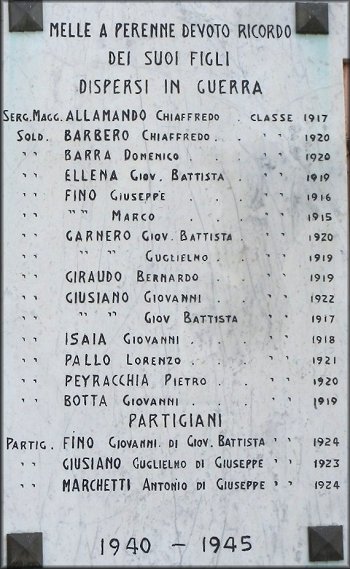 MELLE A PERENNE DEVOTO RICORDO
DEI SUOI FIGLI
DISPERSI IN GUERRA
SERG. MAGG. ALLAMANDO CHIAFFREDO . CLASSE 1917
SOLD. BARBERO CHIAFFREDO . " " 1920
" " BARRA DOMENICO . . " " 1920
" " ELLENA GIOV. BATTISTA . " " 1919
" " FINO GIUSEPPE . . " " 1916
" " " " MARCO . . " " 1915
" " GARNERO GIOV. BATTISTA . " " 1920
" " " " GUGLIELMO . . " " 1919
" " GIRAUDO BERNARDO . . " " 1919
" " GIUSIANO GIOVANNI . . " " 1922
" " " " GIOV BATTISTA " " 1917
" " ISAIA GIOVANNI . . " " 1918
" " PALLO LORENZO . . " " 1921
" " PEYRACCHIA PIETRO . . " " 1920
" " BOTTA GIOVANNI . . " " 1919
PARTIGIANI
PARTIG. FINO GIOVANNI DI GIOV. BATTISTA " " 1924
" " GIUSIANO GUGLIELMO DI GIUSEPPE " " 1923
" " MARCHETTI ANTONIO DI GIUSEPPE " " 1924
1940 - 1945